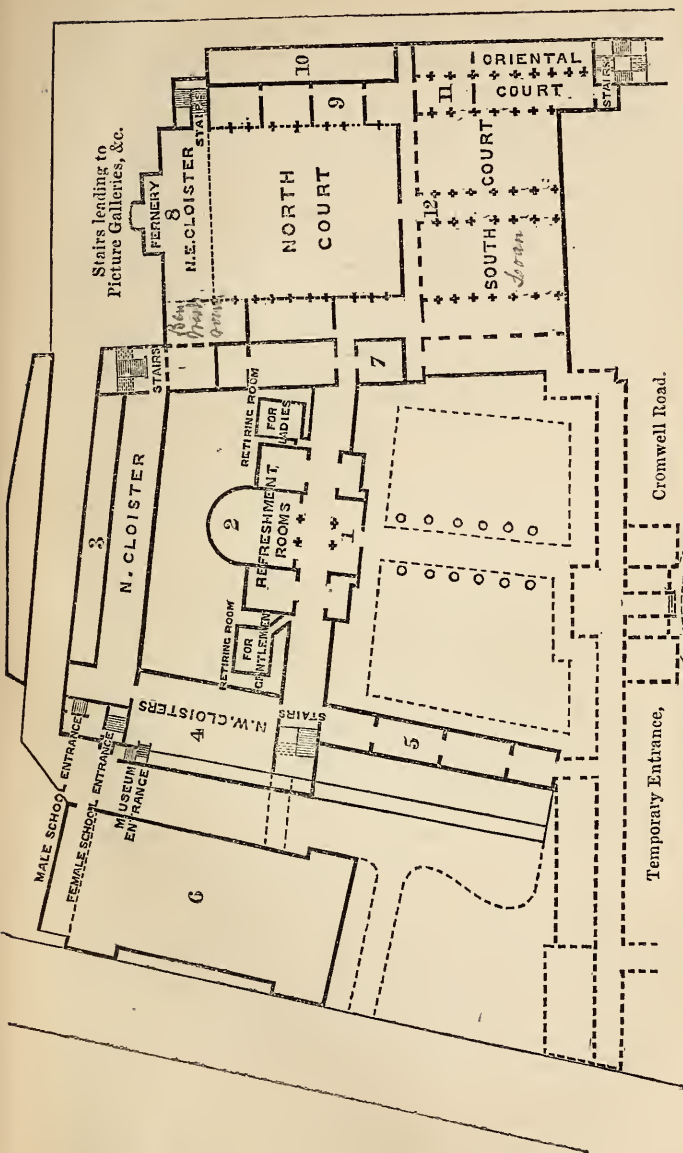 Stairs leading to
Picture Galleries, &c.
FERNERY
8
N.E. CLOISTER
STAIRS
10
9
NORTH
COURT
ORIENTAL
COURT
11
STAIRS
12
SOUTH COURT
Loan
STAIRS
7
3
N. CLOISTER
RETIRING ROOM
FOR
LADIES
2
REFRESHMENT
ROOMS
1
RETIRING ROOM
FOR
GENTLEMEN
N.W. CLOISTERS
4
STAIRS
5
MALE SCHOOL ENTRANCE
FEMALE SCHOOL ENTRANCE
MUSEUM
ENTRANCE
6
Temporary Entrance,
Cromwell Road.